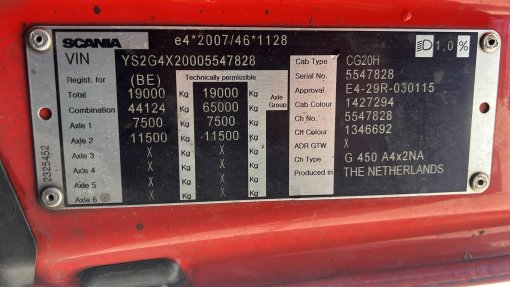 SCANIA e4*2007/46*1128 1,0 %
VIN YS2G4X20005547828
Regist. for (BE) Technically permissible
Total 19000 Kg 19000 Kg
Combination 44124 Kg 65000 Kg Axle Group
Axle 1 7500 Kg 7500 Kg
Axle 2 11500 Kg 11500 Kg
Axle 3 X Kg X Kg
Axle 4 X Kg X Kg
Axle 5 X Kg X Kg
Axle 6 X Kg X Kg
Cab Type CG20H
Serial No. 5547828
Approval E4-29R-030115
Cab Colour 1427294
Ch No. 5547828
Ch Colour 1346692
ADR GTW X
Ch Type G 450 A4x2NA
Produced in THE NETHERLANDS
2325452